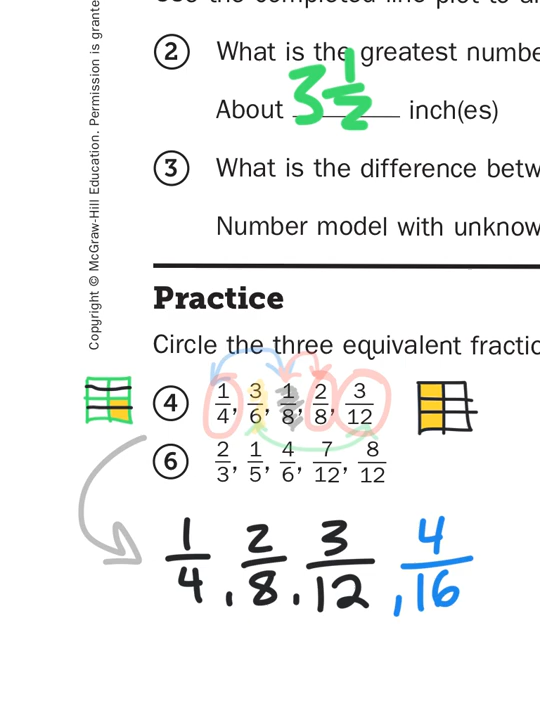 ② What is the greatest numbe
About 3 1/2 inch(es)
③ What is the difference betw
Number model with unknow
Copyright © McGraw-Hill Education. Permission is grante
Practice
Circle the three equivalent fractio
④ 1/4, 3/6, 1/8, 2/8, 3/12
⑥ 2/3, 1/5, 4/6, 7/12, 8/12
1/4, 2/8, 3/12, 4/16